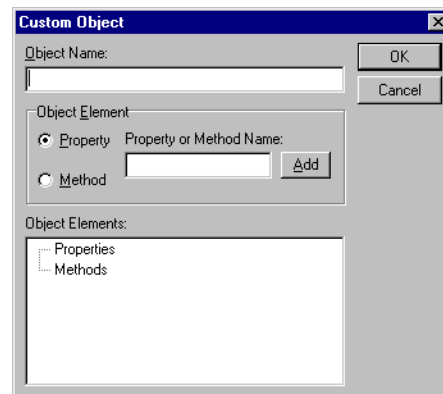 Custom Object
Object Name:
OK
Cancel
Object Element
Property
Property or Method Name:
Add
Method
Object Elements:
Properties
Methods